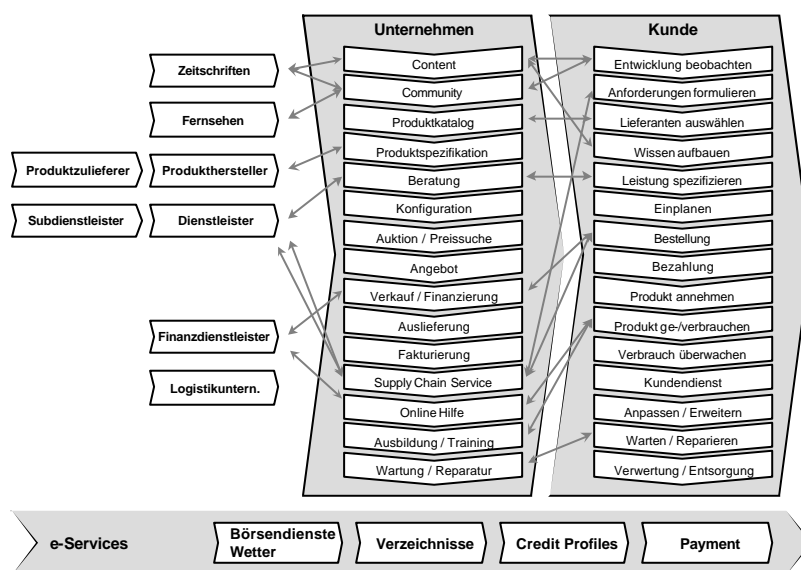 Unternehmen
Kunde
Zeitschriften
Fernsehen
Produktzulieferer
Produkthersteller
Subdienstleister
Dienstleister
Finanzdienstleister
Logistikuntern.
Content
Community
Produktkatalog
Produktspezifikation
Beratung
Konfiguration
Auktion / Preissuche
Angebot
Verkauf / Finanzierung
Auslieferung
Fakturierung
Supply Chain Service
Online Hilfe
Ausbildung / Training
Wartung / Reparatur
Entwicklung beobachten
Anforderungen formulieren
Lieferanten auswählen
Wissen aufbauen
Leistung spezifizieren
Einplanen
Bestellung
Bezahlung
Produkt annehmen
Produkt ge-/verbrauchen
Verbrauch überwachen
Kundendienst
Anpassen / Erweitern
Warten / Reparieren
Verwertung / Entsorgung
e-Services
Börsendienste
Wetter
Verzeichnisse
Credit Profiles
Payment